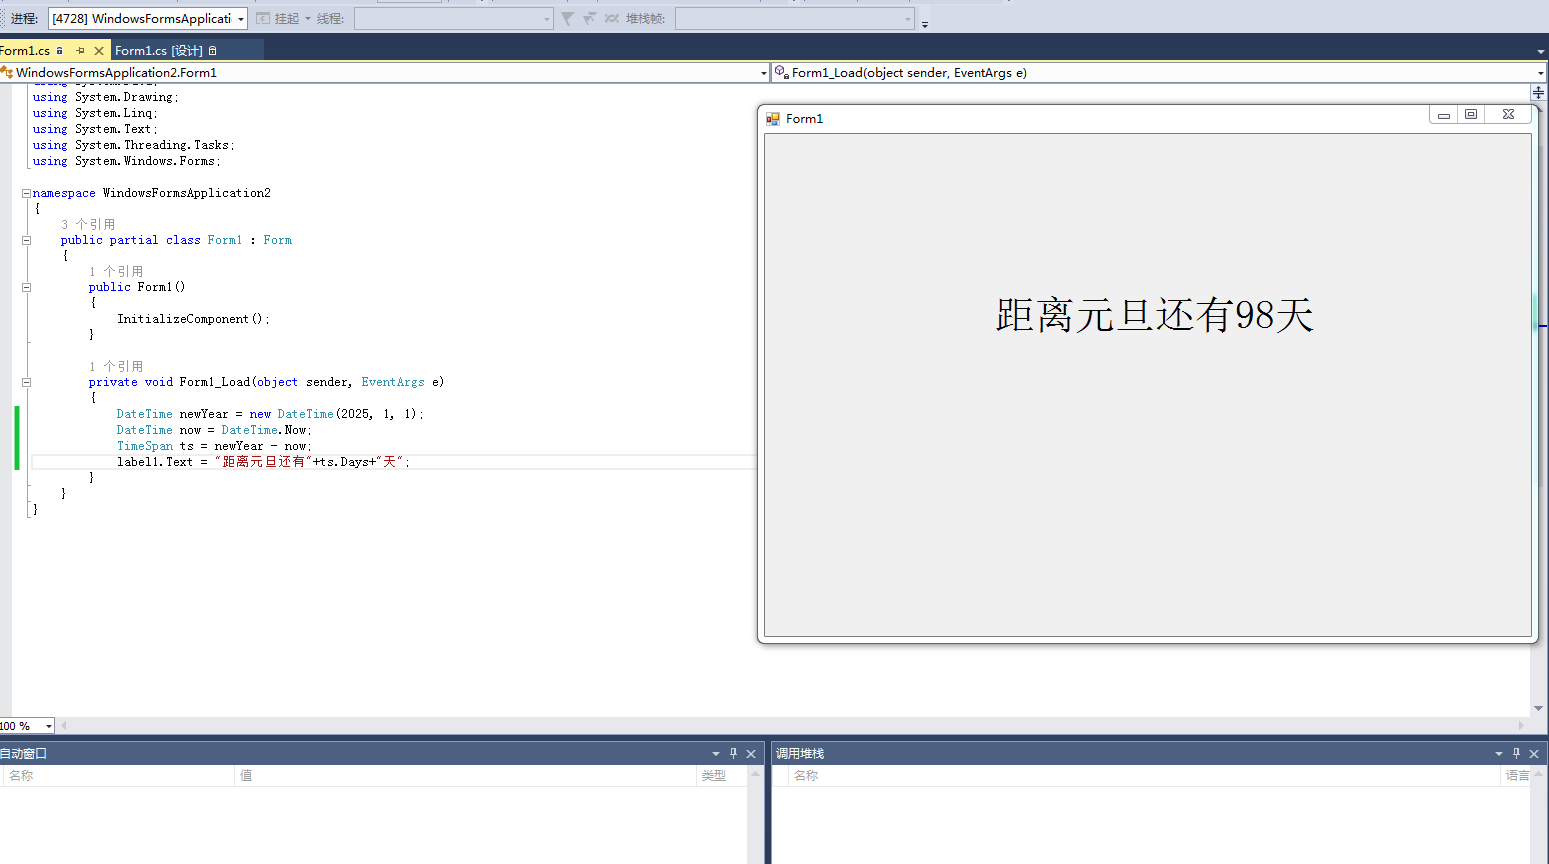 进程:
[4728] WindowsFormsApplicati
挂起
线程:
堆栈帧:
Form1.cs
Form1.cs [设计]
WindowsFormsApplication2.Form1
Form1_Load(object sender, EventArgs e)
using System.Drawing;
using System.Linq;
using System.Text;
using System.Threading.Tasks;
using System.Windows.Forms;
namespace WindowsFormsApplication2
{
3 个引用
public partial class Form1 : Form
{
1 个引用
public Form1()
{
InitializeComponent();
}
1 个引用
private void Form1_Load(object sender, EventArgs e)
{
DateTime newYear = new DateTime(2025, 1, 1);
DateTime now = DateTime.Now;
TimeSpan ts = newYear - now;
label1.Text = "距离元旦还有"+ts.Days+"天";
}
}
}
Form1
距离元旦还有98天
100 %
自动窗口
名称
值
类型
调用堆栈
名称
语言